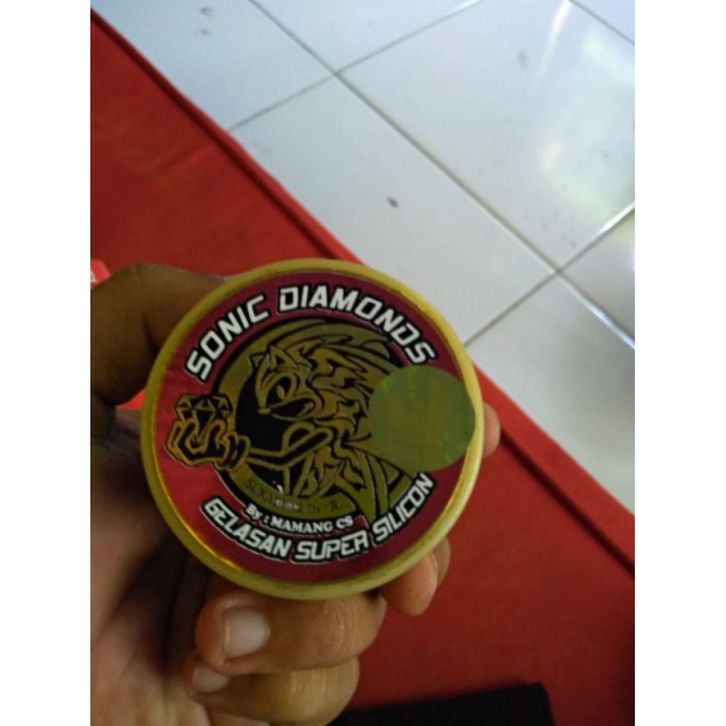 SONIC DIAMONDS
By : MAMANG CS
GELASAN SUPER SILICON